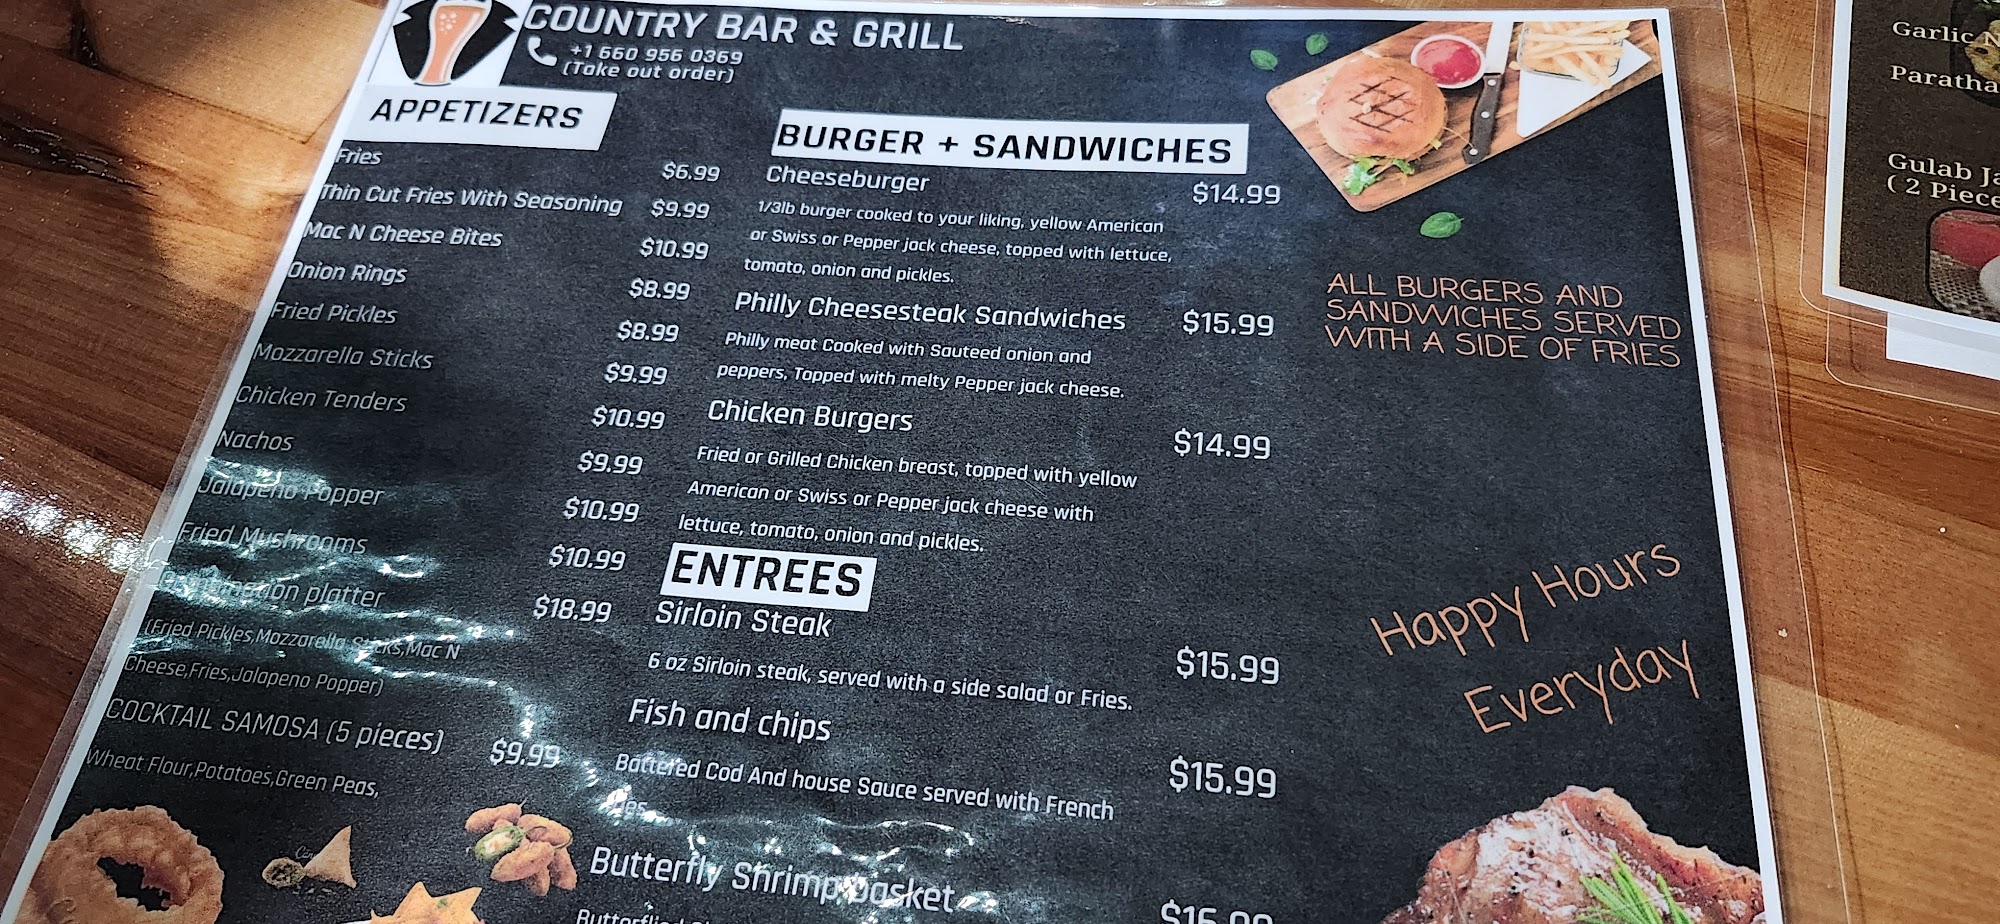 COUNTRY BAR & GRILL
+1 660 956 0369
(Take out order)
APPETIZERS
Fries $6.99
Thin Cut Fries With Seasoning $9.99
Mac N Cheese Bites $10.99
Onion Rings $8.99
Fried Pickles $8.99
Mozzarella Sticks $9.99
Chicken Tenders $10.99
Nachos $9.99
Jalapeno Popper $10.99
Fried Mushrooms $10.99
platter $18.99
(Fried Pickles,Mozzarella Sticks,Mac N
Cheese,Fries,Jalapeno Popper)
COCKTAIL SAMOSA (5 pieces) $9.99
Wheat Flour,Potatoes,Green Peas,
BURGER + SANDWICHES
Cheeseburger $14.99
1/3lb burger cooked to your liking, yellow American
or Swiss or Pepper jack cheese, topped with lettuce,
tomato, onion and pickles.
Philly Cheesesteak Sandwiches $15.99
Philly meat Cooked with Sauteed onion and
peppers, Topped with melty Pepper jack cheese.
Chicken Burgers $14.99
Fried or Grilled Chicken breast, topped with yellow
American or Swiss or Pepper jack cheese with
lettuce, tomato, onion and pickles.
ENTREES
Sirloin Steak $15.99
6 oz Sirloin steak, served with a side salad or Fries.
Fish and chips $15.99
Battered Cod And house Sauce served with French
Butterfly Shrimp basket $16.99
ALL BURGERS AND
SANDWICHES SERVED
WITH A SIDE OF FRIES
Happy Hours
Everyday
Garlic
Paratha
Gulab
( 2